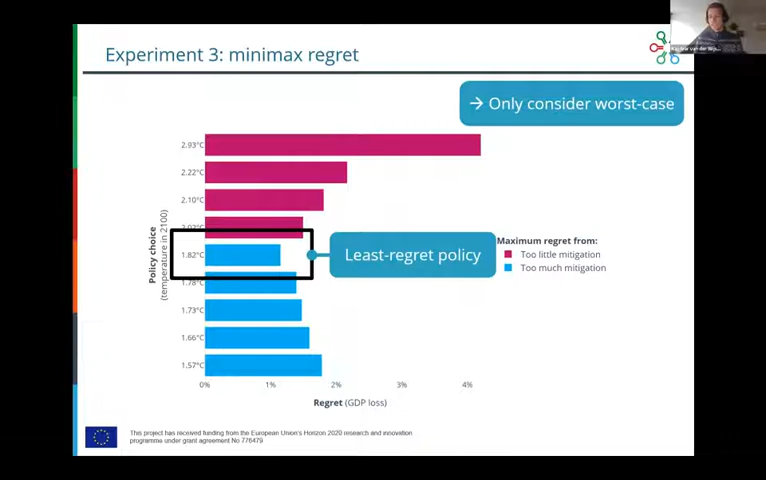 Experiment 3: minimax regret
→ Only consider worst-case
2.93°C
2.22°C
2.10°C
2.07°C
1.82°C
1.78°C
1.73°C
1.66°C
1.57°C
Policy choice
(temperature in 2100)
Least-regret policy
Maximum regret from:
Too little mitigation
Too much mitigation
0% 1% 2% 3% 4%
Regret (GDP loss)
This project has received funding from the European Union's Horizon 2020 research and innovation
programme under grant agreement No 776479